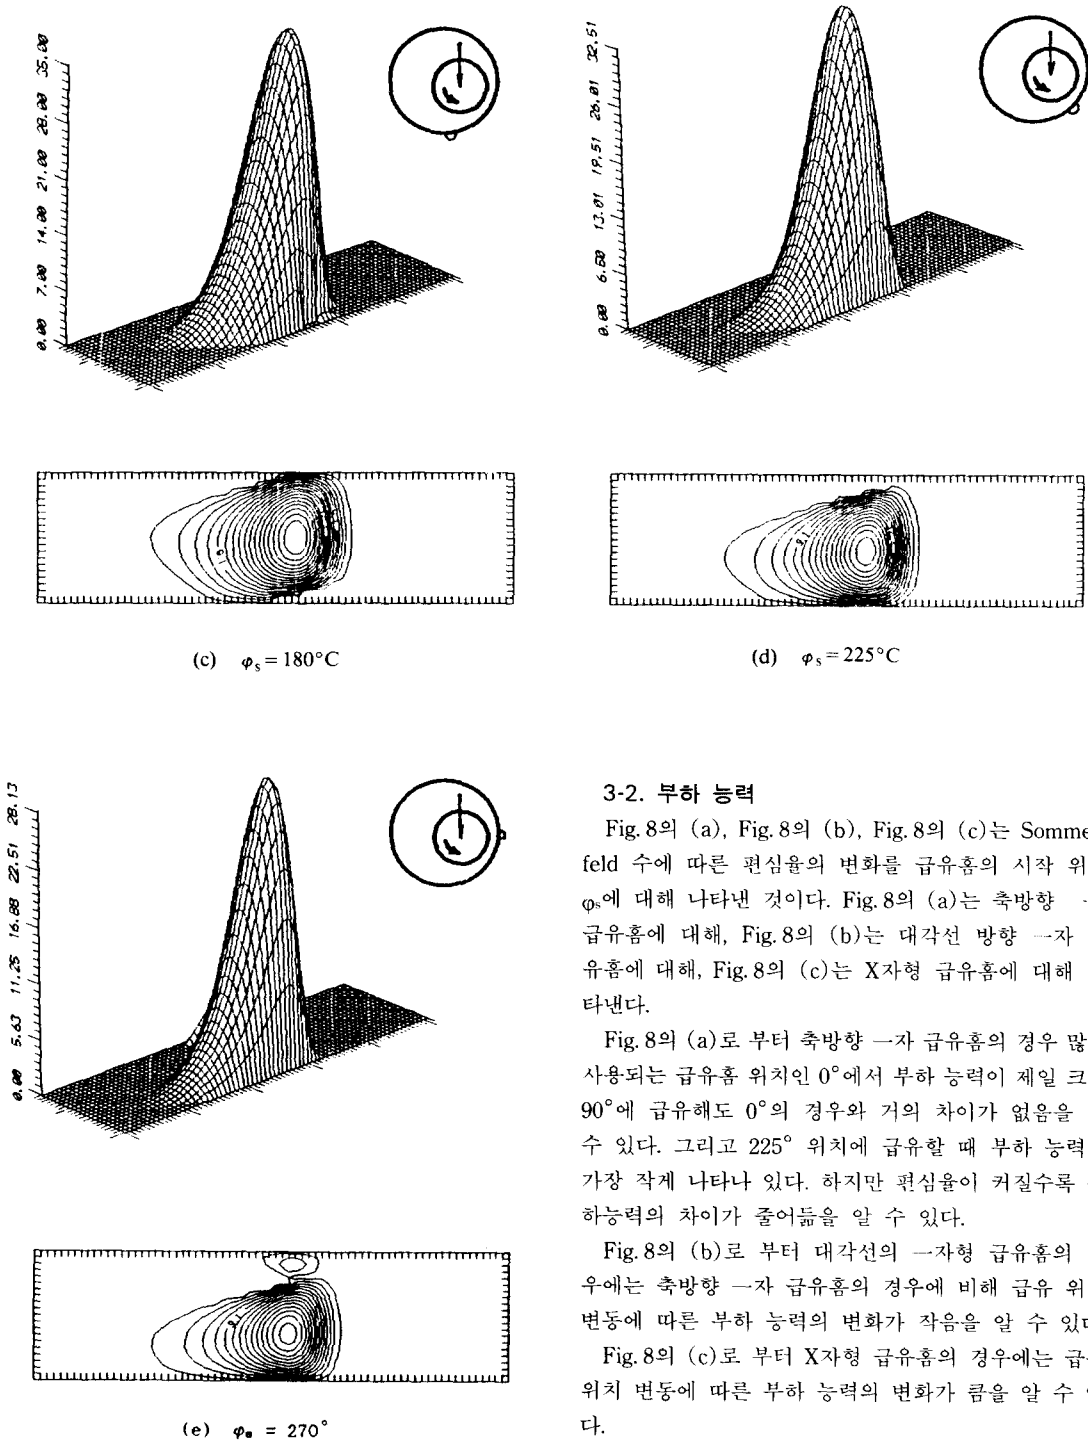 35.00
28.00
21.00
14.00
7.00
0.00
32.51
26.01
19.51
13.01
6.50
0.00
(c) φs = 180°C
(d) φs = 225°C
28.13
22.51
16.88
11.25
5.63
0.00
(e) φs = 270°
3-2. 부하 능력
Fig. 8의 (a), Fig. 8의 (b), Fig. 8의 (c)는 Somme
feld 수에 따른 편심율의 변화를 급유홈의 시작 위
φs에 대해 나타낸 것이다. Fig. 8의 (a)는 축방향
급유홈에 대해, Fig. 8의 (b)는 대각선 방향 一자
유홈에 대해, Fig. 8의 (c)는 X자형 급유홈에 대해
타낸다.
Fig. 8의 (a)로 부터 축방향 一자 급유홈의 경우 많
사용되는 급유홈 위치인 0°에서 부하 능력이 제일 크
90°에 급유해도 0°의 경우와 거의 차이가 없음을
수 있다. 그리고 225° 위치에 급유할 때 부하 능력
가장 작게 나타나 있다. 하지만 편심율이 커질수록
하능력의 차이가 줄어듦을 알 수 있다.
Fig. 8의 (b)로 부터 대각선의 一자형 급유홈의
우에는 축방향 一자 급유홈의 경우에 비해 급유 위
변동에 따른 부하 능력의 변화가 작음을 알 수 있다
Fig. 8의 (c)로 부터 X자형 급유홈의 경우에는 급
위치 변동에 따른 부하 능력의 변화가 큼을 알 수
다.